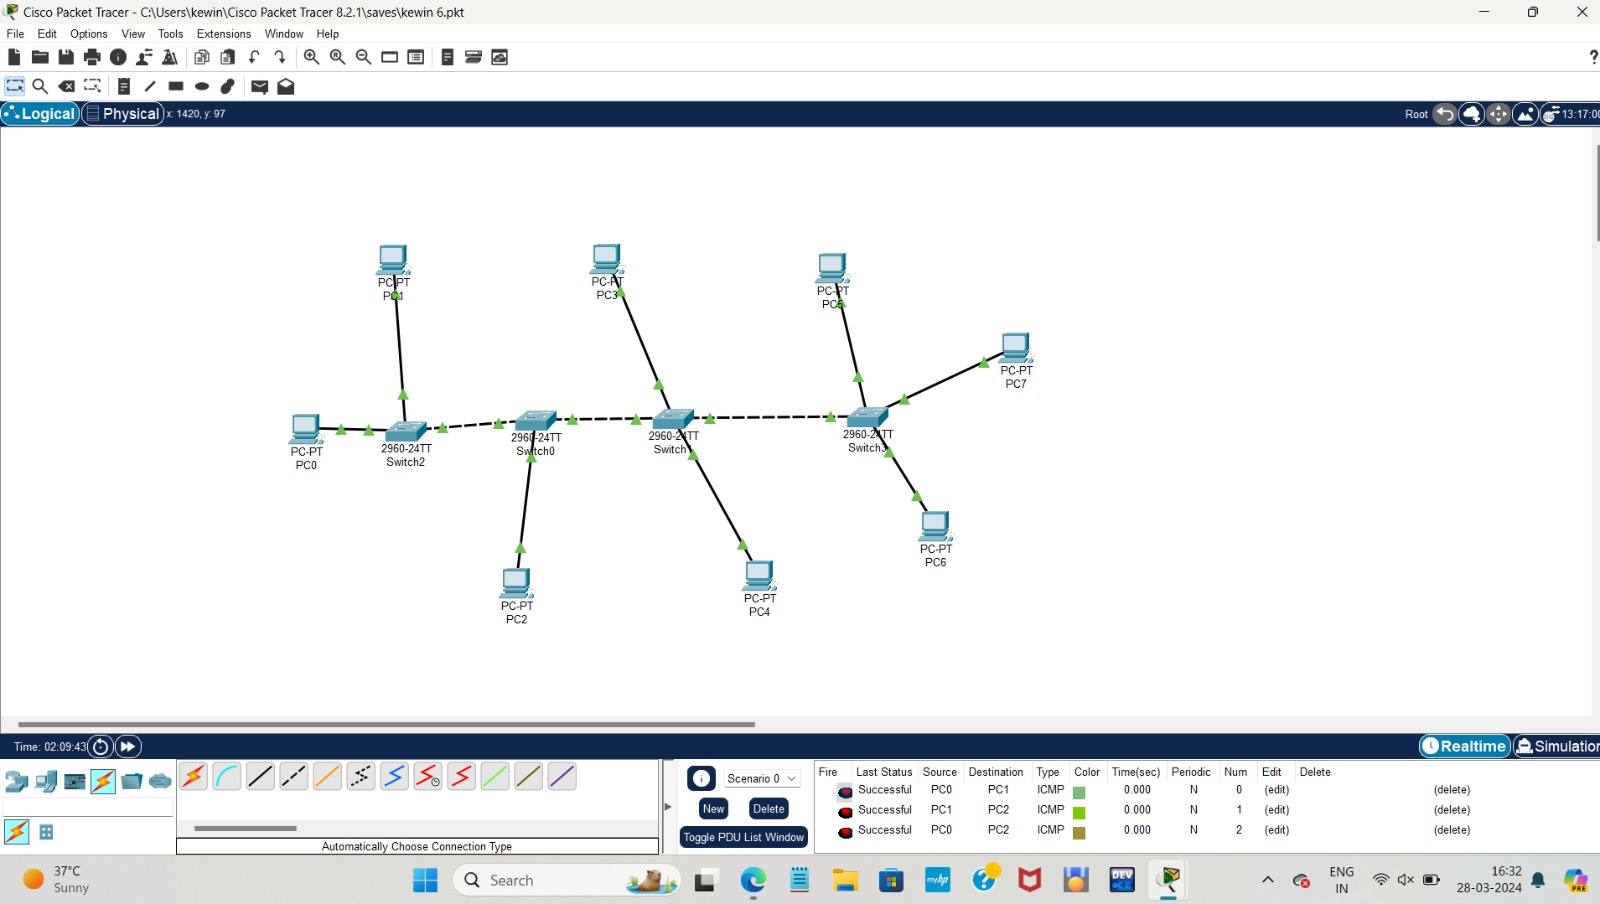 Cisco Packet Tracer - C:\Users\kewin\Cisco Packet Tracer 8.2.1\saves\kewin 6.pkt
File Edit Options View Tools Extensions Window Help
?
Logical Physical x: 1420, y: 97 Root 13:17:00
PC-PT
PC1
PC-PT
PC3
PC-PT
PC5
PC-PT
PC7
PC-PT
PC0
2960-24TT
Switch2
2960-24TT
Switch0
2960-24TT
Switch
2960-24TT
Switch3
PC-PT
PC6
PC-PT
PC2
PC-PT
PC4
Time: 02:09:43 Realtime Simulation
Scenario 0
New Delete
Toggle PDU List Window
Automatically Choose Connection Type
Fire Last Status Source Destination Type Color Time(sec) Periodic Num Edit Delete
Successful PC0 PC1 ICMP 0.000 N 0 (edit) (delete)
Successful PC1 PC2 ICMP 0.000 N 1 (edit) (delete)
Successful PC0 PC2 ICMP 0.000 N 2 (edit) (delete)
37°C
Sunny
Search
myhp
DEV
ENG
IN
16:32
28-03-2024
PRE